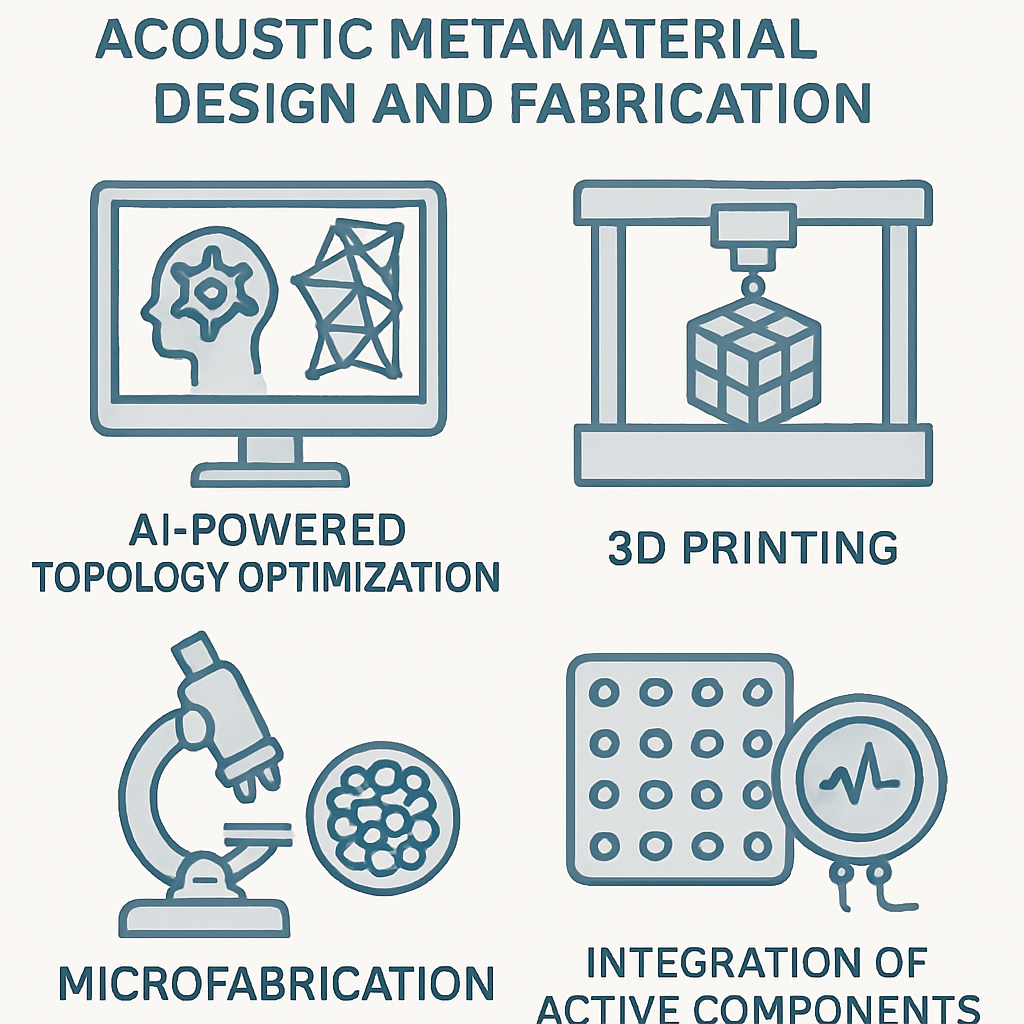 ACOUSTIC METAMATERIAL
DESIGN AND FABRICATION
AI-POWERED
TOPOLOGY OPTIMIZATION
3D PRINTING
MICROFABRICATION
INTEGRATION OF
ACTIVE COMPONENTS